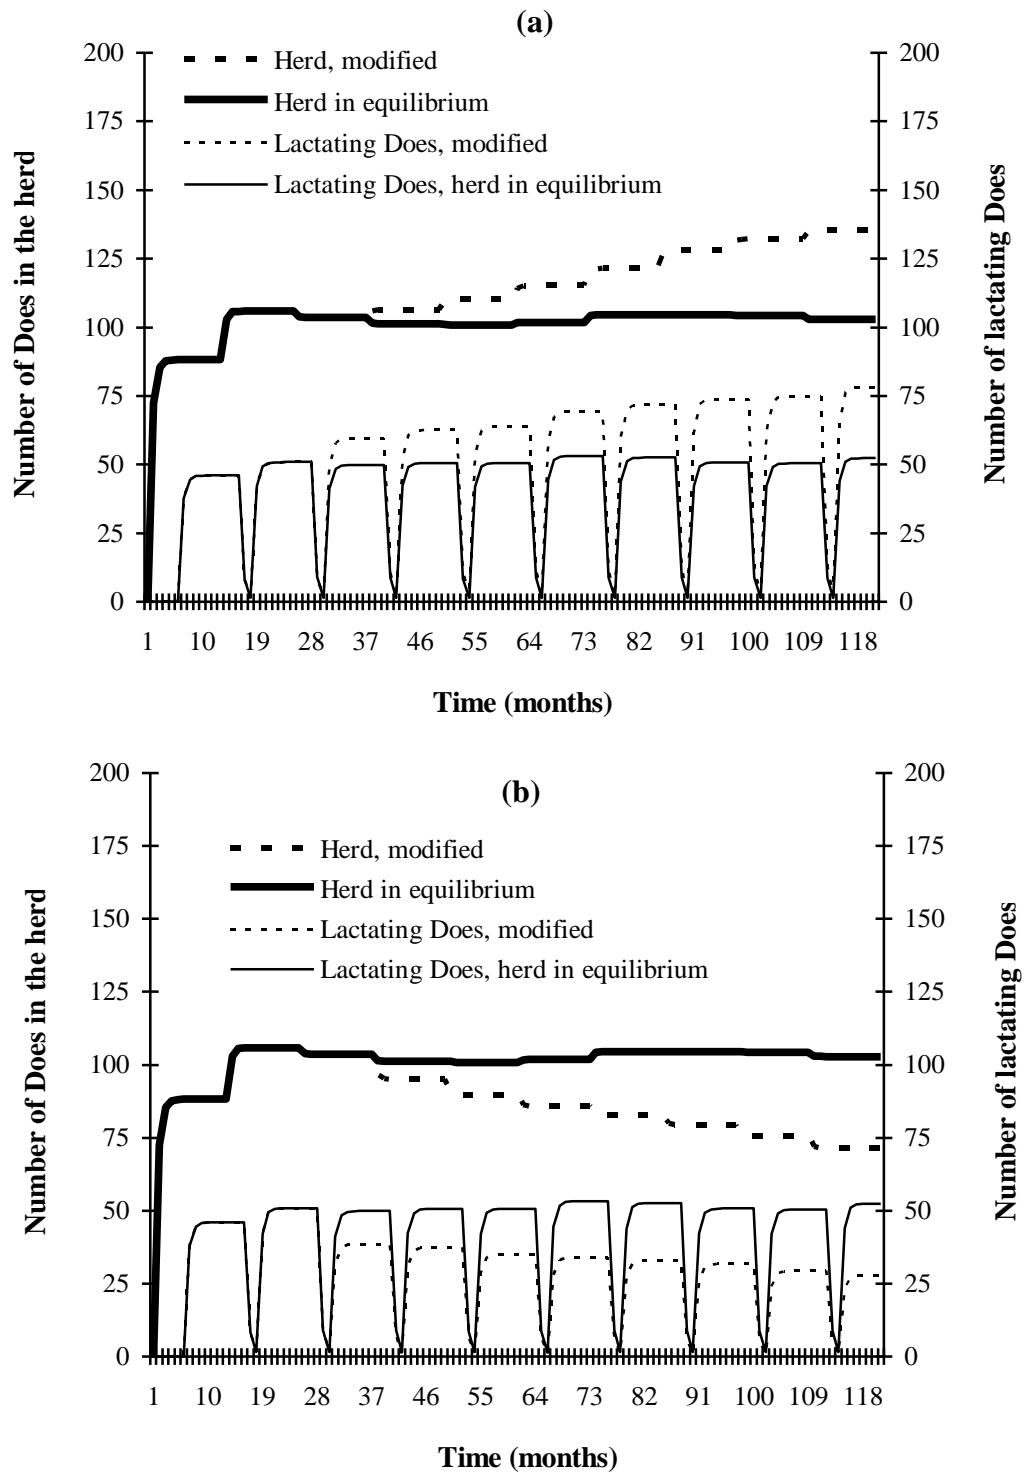 (a)
200
175
150
125
100
75
50
25
0
Number of Does in the herd
Herd, modified
Herd in equilibrium
Lactating Does, modified
Lactating Does, herd in equilibrium
200
175
150
125
100
75
50
25
0
Number of lactating Does
1 10 19 28 37 46 55 64 73 82 91 100 109 118
Time (months)
(b)
200
175
150
125
100
75
50
25
0
Number of Does in the herd
Herd, modified
Herd in equilibrium
Lactating Does, modified
Lactating Does, herd in equilibrium
200
175
150
125
100
75
50
25
0
Number of lactating Does
1 10 19 28 37 46 55 64 73 82 91 100 109 118
Time (months)